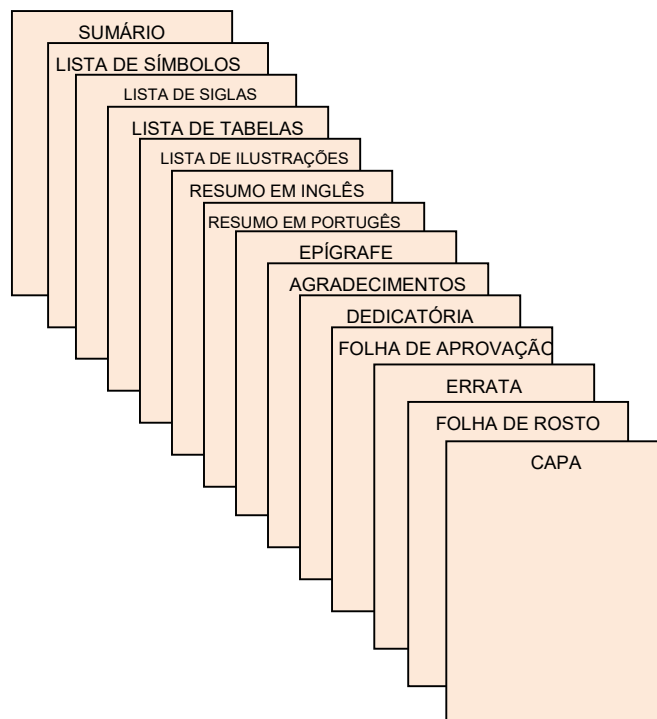 SUMÁRIO
LISTA DE SÍMBOLOS
LISTA DE SIGLAS
LISTA DE TABELAS
LISTA DE ILUSTRAÇÕES
RESUMO EM INGLÊS
RESUMO EM PORTUGÊS
EPÍGRAFE
AGRADECIMENTOS
DEDICATÓRIA
FOLHA DE APROVAÇÃO
ERRATA
FOLHA DE ROSTO
CAPA